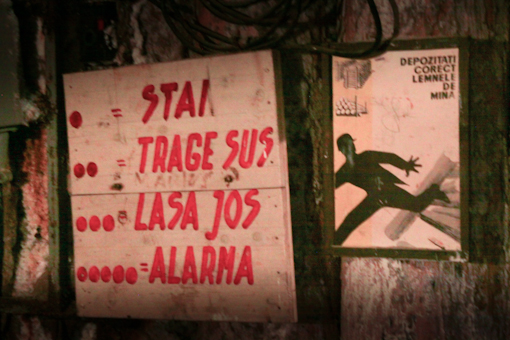 ● = STAI
●● = TRAGE SUS
●●● = LASA JOS
●●●●● = ALARMA
DEPOZITATI
CORECT
LEMNELE
DE
MINA